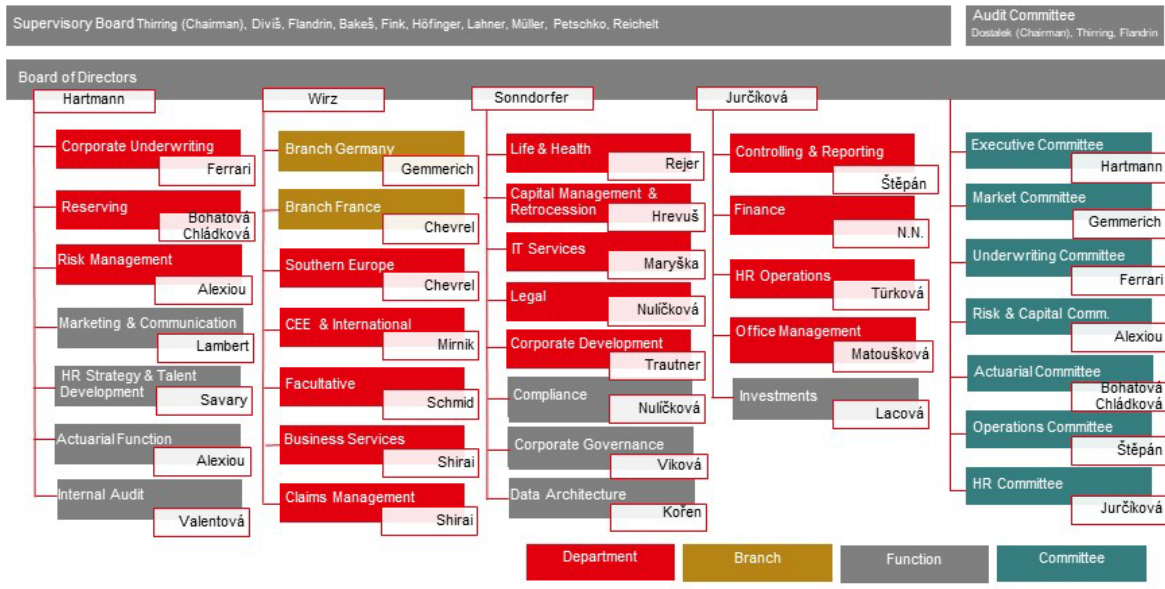 Supervisory Board Thirring (Chairman), Diviš, Flandrin, Bakeš, Fink, Höfinger, Lahner, Müller, Petschko, Reichelt
Audit Committee
Dostalek (Chairman), Thirring, Flandrin
Board of Directors
Hartmann
Corporate Underwriting
Ferrari
Reserving
Bohatová
Chládková
Risk Management
Alexiou
Marketing & Communication
Lambert
HR Strategy & Talent
Development
Savary
Actuarial Function
Alexiou
Internal Audit
Valentová
Wirz
Branch Germany
Gemmerich
Branch France
Chevrel
Southern Europe
Chevrel
CEE & International
Mirnik
Facultative
Schmid
Business Services
Shirai
Claims Management
Shirai
Sonndorfer
Life & Health
Rejer
Capital Management &
Retrocession
Hrevuš
IT Services
Maryška
Legal
Nulíčková
Corporate Development
Trautner
Compliance
Nulíčková
Corporate Governance
Viková
Data Architecture
Kořen
Jurčíková
Controlling & Reporting
Štěpán
Finance
N.N.
HR Operations
Türková
Office Management
Matoušková
Investments
Lacová
Executive Committee
Hartmann
Market Committee
Gemmerich
Underwriting Committee
Ferrari
Risk & Capital Comm.
Alexiou
Actuarial Committee
Bohatová
Chládková
Operations Committee
Štěpán
HR Committee
Jurčíková
Department
Branch
Function
Committee